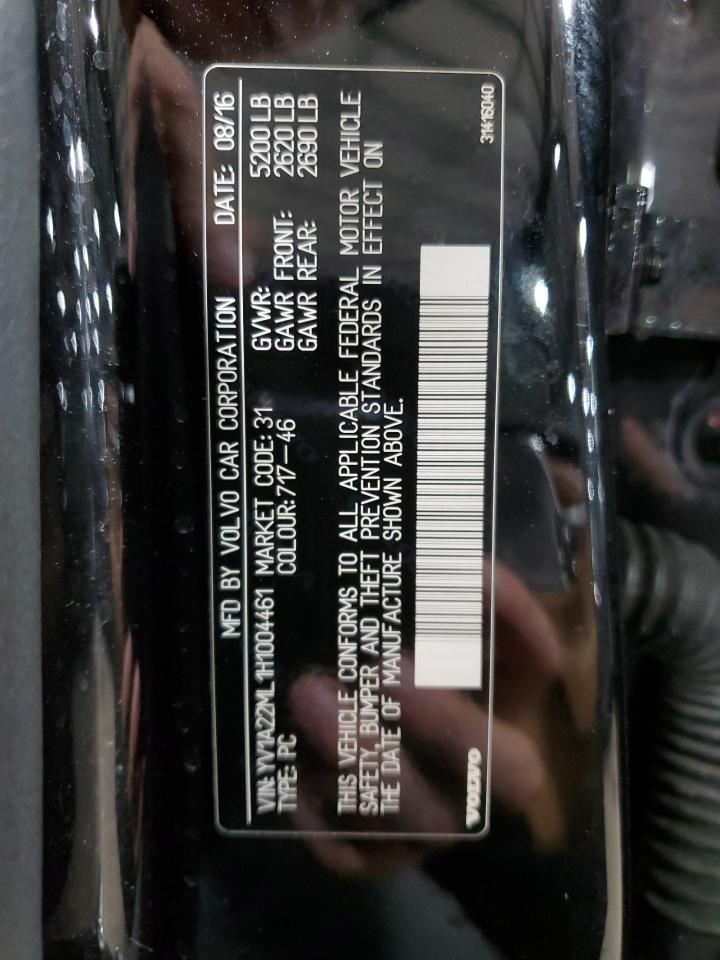 MFD BY VOLVO CAR CORPORATION DATE: 08/16
VIN: YV1A22ML1H1004461 MARKET CODE: 31 GVWR: 5200 LB
TYPE: PC COLOUR: 717-46 GAWR FRONT: 2620 LB
GAWR REAR: 2690 LB
THIS VEHICLE CONFORMS TO ALL APPLICABLE FEDERAL MOTOR VEHICLE
SAFETY, BUMPER AND THEFT PREVENTION STANDARDS IN EFFECT ON
THE DATE OF MANUFACTURE SHOWN ABOVE.
VOLVO 31416040